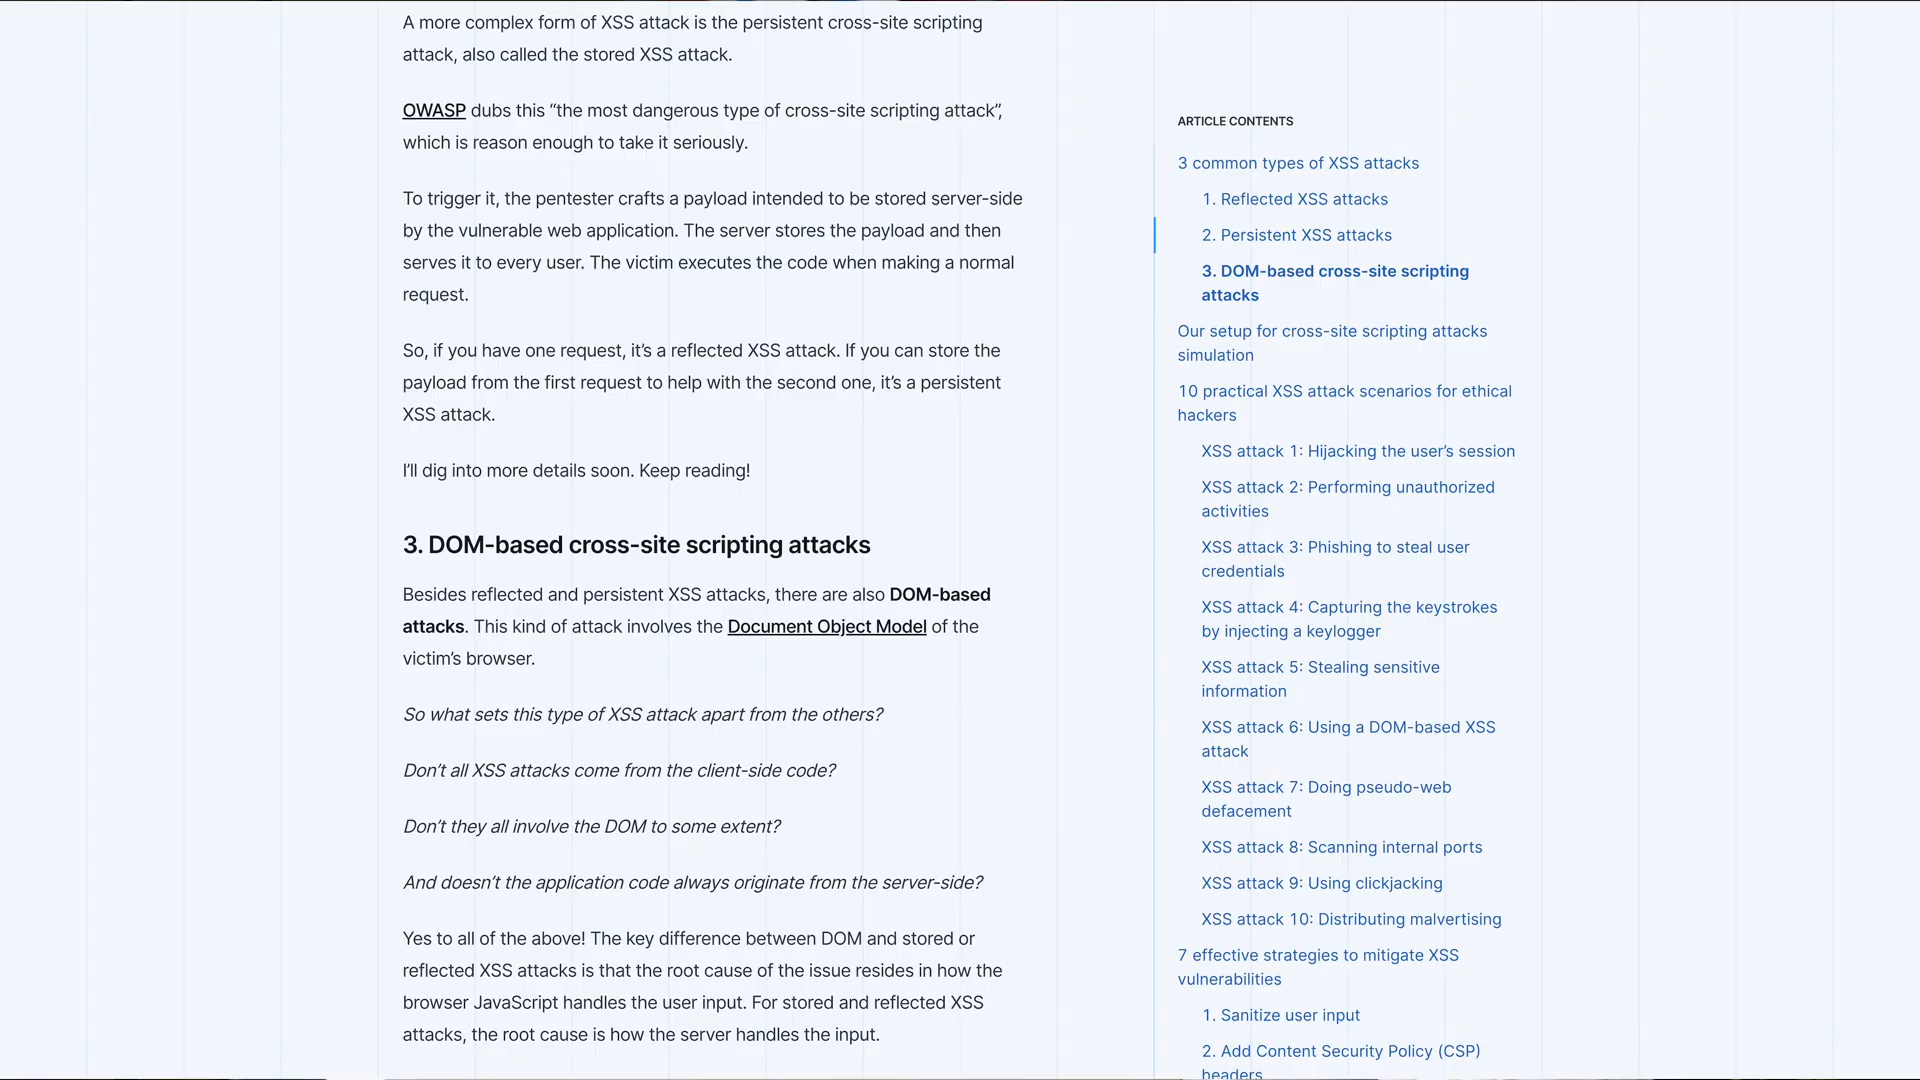 A more complex form of XSS attack is the persistent cross-site scripting
attack, also called the stored XSS attack.
OWASP dubs this “the most dangerous type of cross-site scripting attack”,
which is reason enough to take it seriously.
To trigger it, the pentester crafts a payload intended to be stored server-side
by the vulnerable web application. The server stores the payload and then
serves it to every user. The victim executes the code when making a normal
request.
So, if you have one request, it’s a reflected XSS attack. If you can store the
payload from the first request to help with the second one, it’s a persistent
XSS attack.
I’ll dig into more details soon. Keep reading!
3. DOM-based cross-site scripting attacks
Besides reflected and persistent XSS attacks, there are also DOM-based
attacks. This kind of attack involves the Document Object Model of the
victim’s browser.
So what sets this type of XSS attack apart from the others?
Don’t all XSS attacks come from the client-side code?
Don’t they all involve the DOM to some extent?
And doesn’t the application code always originate from the server-side?
Yes to all of the above! The key difference between DOM and stored or
reflected XSS attacks is that the root cause of the issue resides in how the
browser JavaScript handles the user input. For stored and reflected XSS
attacks, the root cause is how the server handles the input.
ARTICLE CONTENTS
3 common types of XSS attacks
1. Reflected XSS attacks
2. Persistent XSS attacks
3. DOM-based cross-site scripting
attacks
Our setup for cross-site scripting attacks
simulation
10 practical XSS attack scenarios for ethical
hackers
XSS attack 1: Hijacking the user’s session
XSS attack 2: Performing unauthorized
activities
XSS attack 3: Phishing to steal user
credentials
XSS attack 4: Capturing the keystrokes
by injecting a keylogger
XSS attack 5: Stealing sensitive
information
XSS attack 6: Using a DOM-based XSS
attack
XSS attack 7: Doing pseudo-web
defacement
XSS attack 8: Scanning internal ports
XSS attack 9: Using clickjacking
XSS attack 10: Distributing malvertising
7 effective strategies to mitigate XSS
vulnerabilities
1. Sanitize user input
2. Add Content Security Policy (CSP)
headers